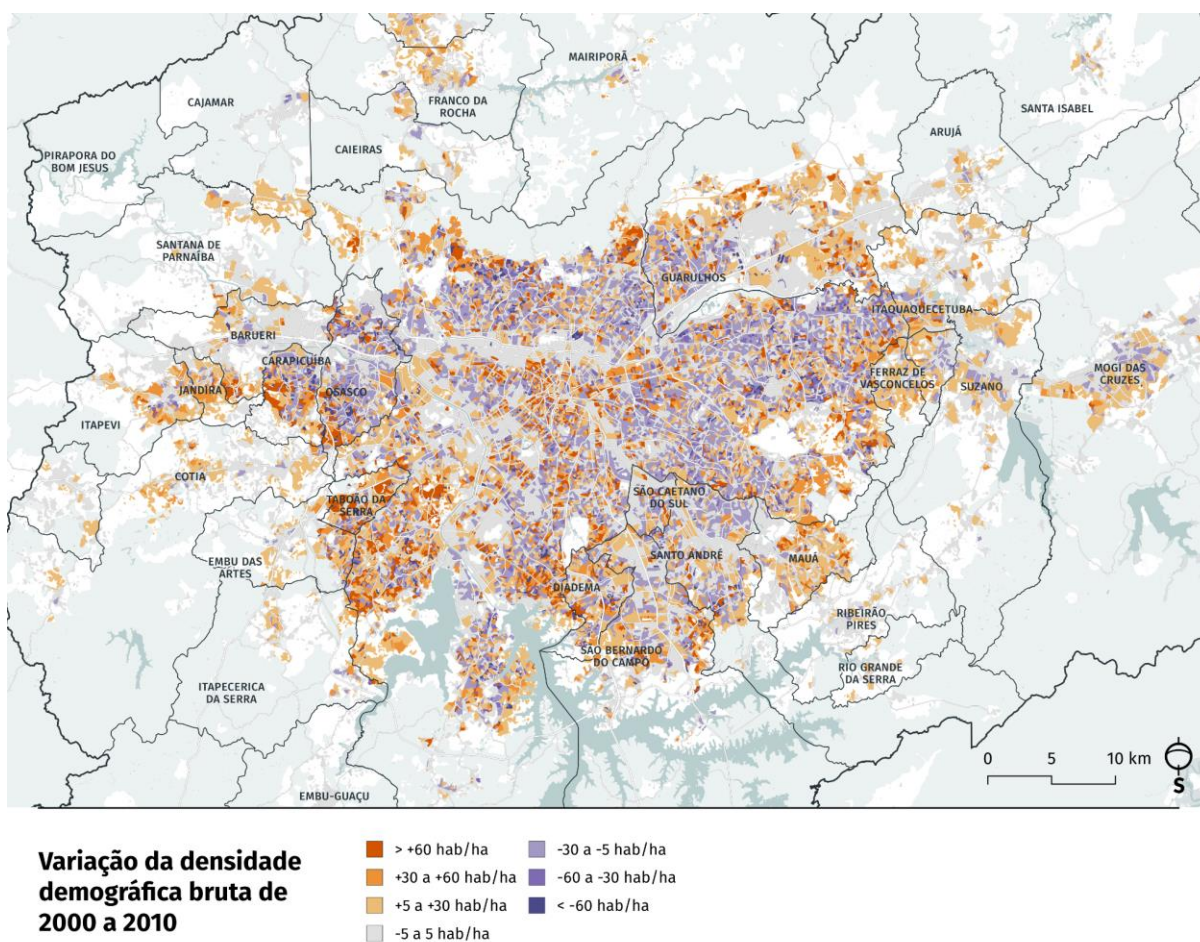 MAIRIPORÃ
CAJAMAR
FRANCO DA
ROCHA
SANTA ISABEL
ARUJÁ
CAIEIRAS
PIRAPORA DO
BOM JESUS
SANTANA DE
PARNAÍBA
GUARULHOS
ITAQUAQUECETUBA
BARUERI
CARAPICUÍBA
FERRAZ DE
VASCONCELOS
MOGI DAS
CRUZES
JANDIRA
OSASCO
SUZANO
ITAPEVI
COTIA
TABOÃO DA
SERRA
SÃO CAETANO
DO SUL
SANTO ANDRÉ
MAUÁ
EMBU DAS
ARTES
DIADEMA
RIBEIRÃO
PIRES
SÃO BERNARDO
DO CAMPO
RIO GRANDE
DA SERRA
ITAPECERICA
DA SERRA
EMBU-GUAÇU
0 5 10 km
S
Variação da densidade
demográfica bruta de
2000 a 2010
> +60 hab/ha
+30 a +60 hab/ha
+5 a +30 hab/ha
-5 a 5 hab/ha
-30 a -5 hab/ha
-60 a -30 hab/ha
< -60 hab/ha